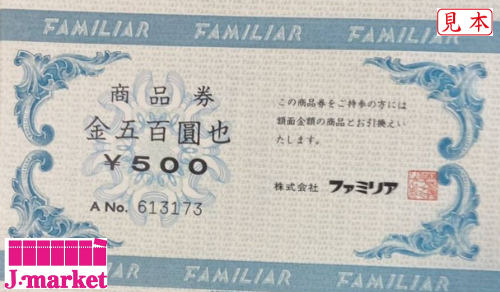 見本
FAMILIAR FAMILIAR FAMILIAR
商品券
金五百圓也
¥500
A No. 613173
この商品券をご持参の方には
額面金額の商品とお引換えい
たします。
株式会社 ファミリア
J·market
FAMILIAR FAMILIAR